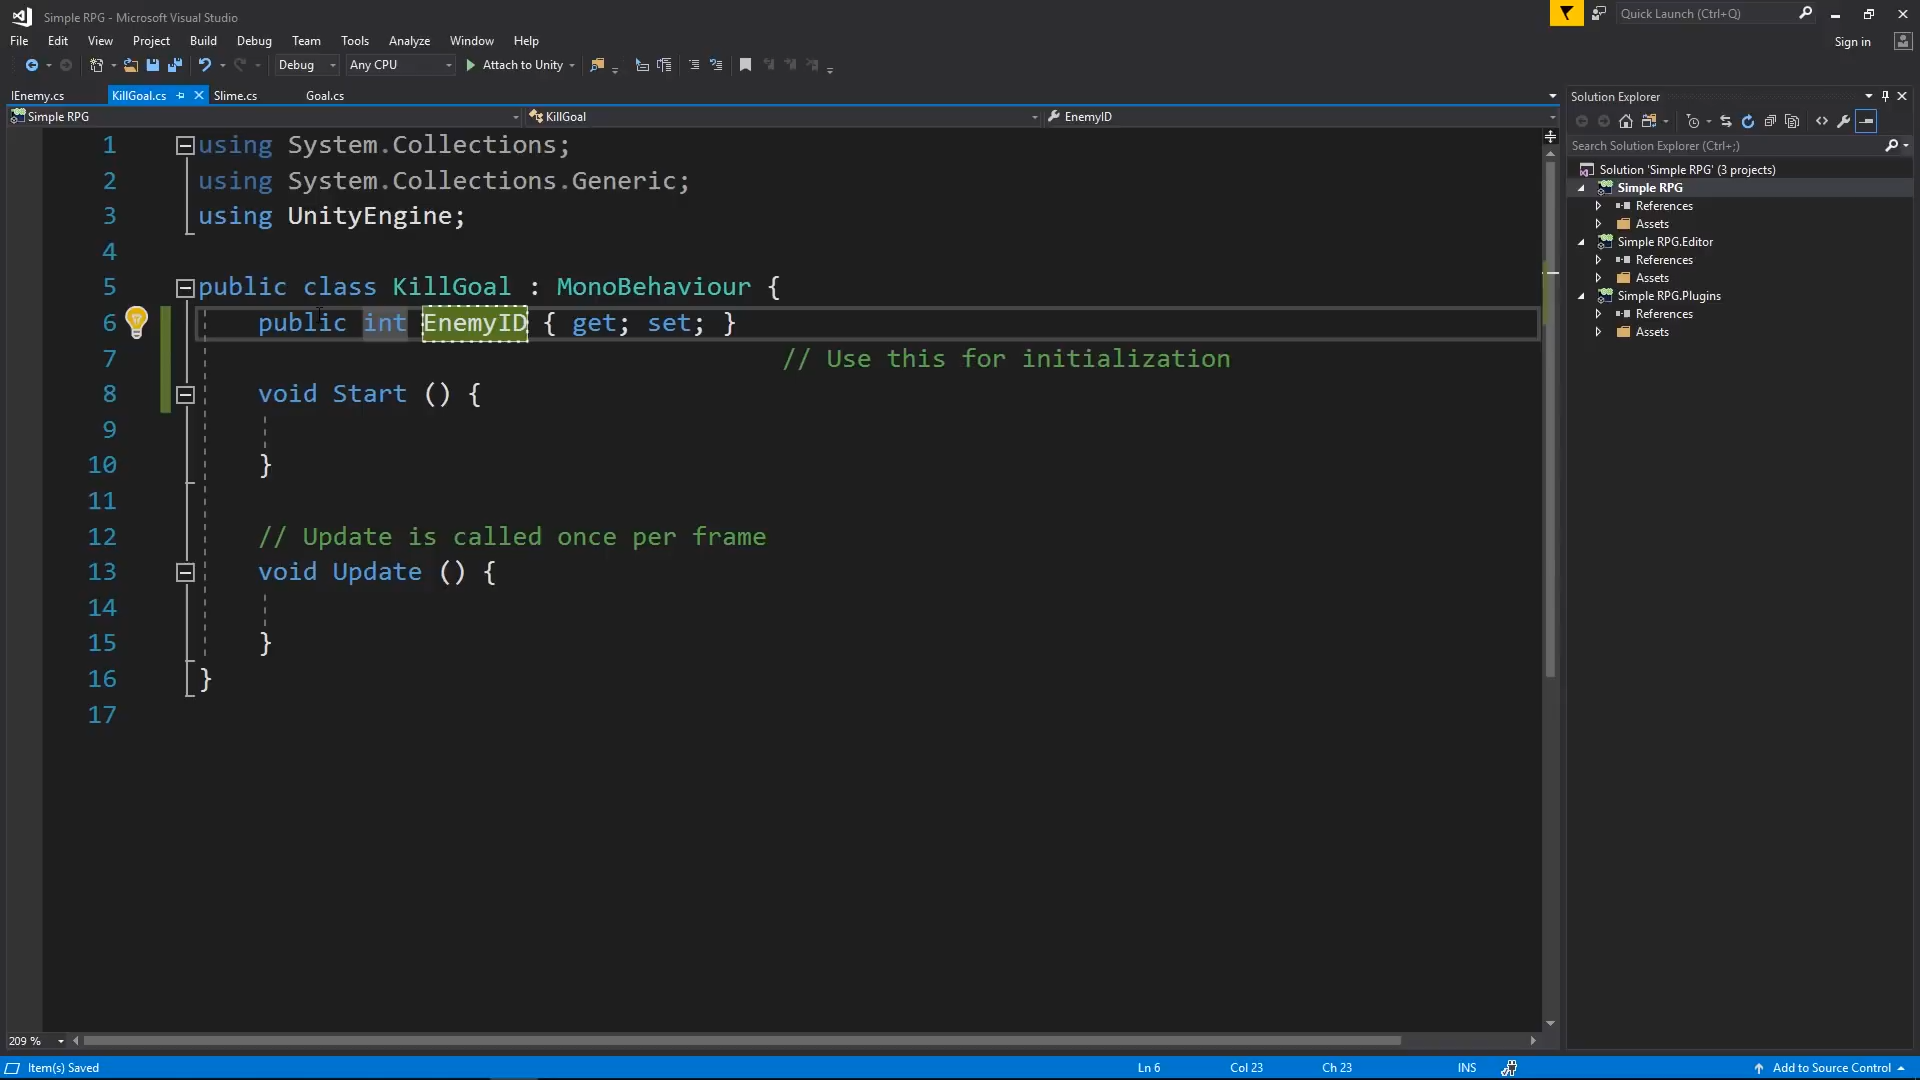 Simple RPG - Microsoft Visual Studio
Quick Launch (Ctrl+Q)
File Edit View Project Build Debug Team Tools Analyze Window Help
Sign in
Debug Any CPU Attach to Unity
IEnemy.cs KillGoal.cs Slime.cs Goal.cs
Simple RPG KillGoal EnemyID
1 using System.Collections;
2 using System.Collections.Generic;
3 using UnityEngine;
4
5 public class KillGoal : MonoBehaviour {
6 public int EnemyID { get; set; }
7 // Use this for initialization
8 void Start () {
9
10 }
11
12 // Update is called once per frame
13 void Update () {
14
15 }
16 }
17
209 %
Solution Explorer
Search Solution Explorer (Ctrl+;)
Solution 'Simple RPG' (3 projects)
Simple RPG
References
Assets
Simple RPG.Editor
References
Assets
Simple RPG.Plugins
References
Assets
Item(s) Saved Ln 6 Col 23 Ch 23 INS Add to Source Control